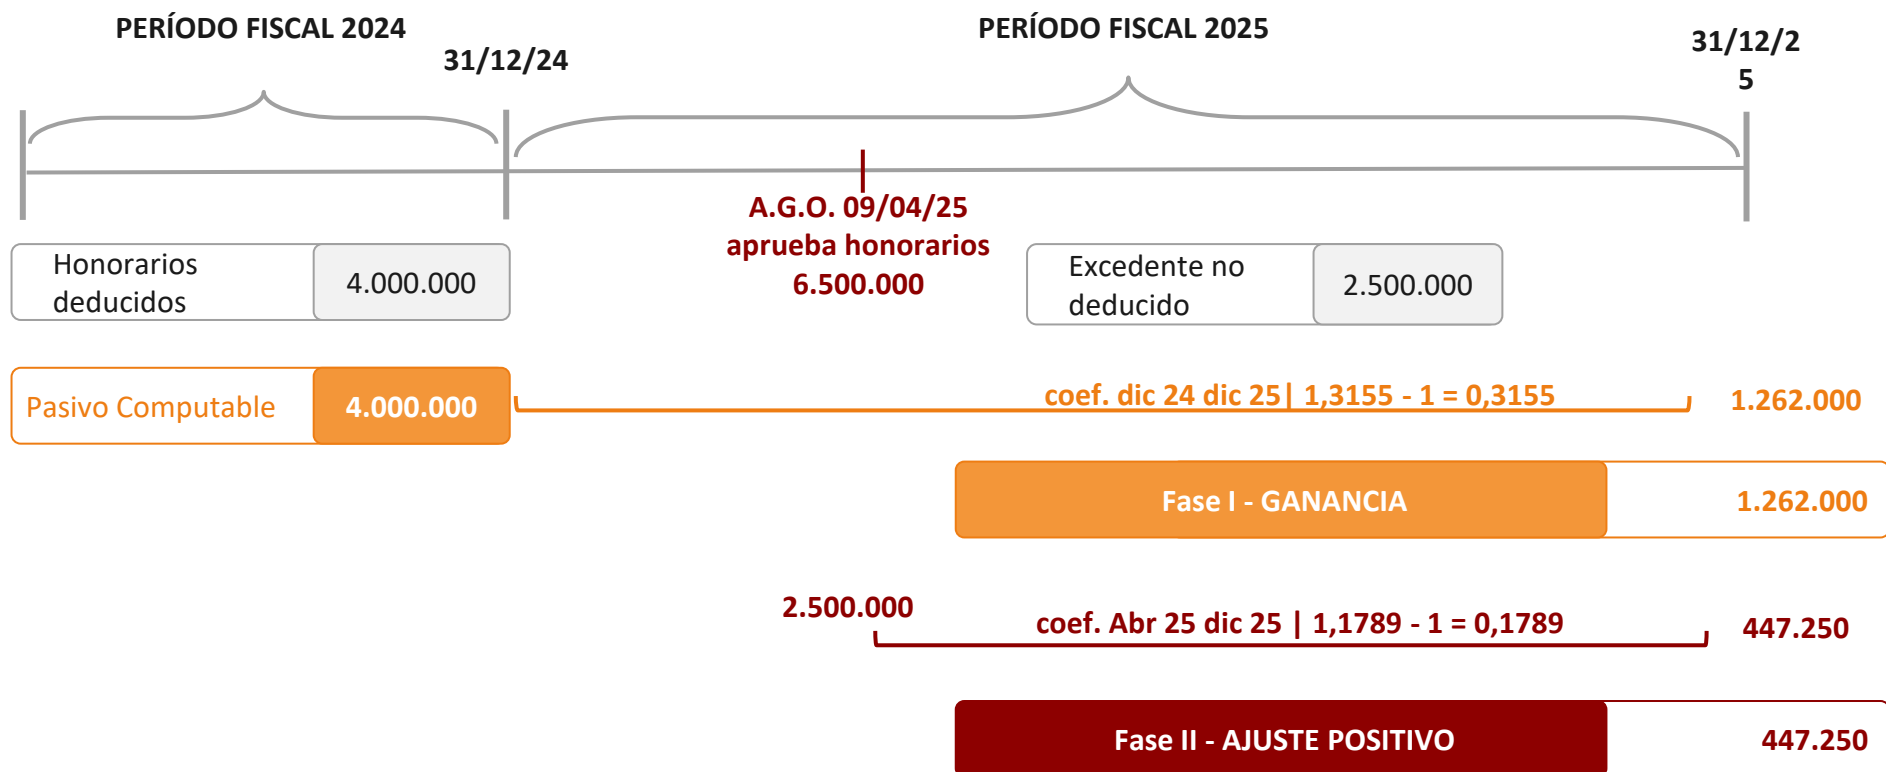 PERÍODO FISCAL 2024
31/12/24
PERÍODO FISCAL 2025
31/12/2
5
A.G.O. 09/04/25
aprueba honorarios
6.500.000
Honorarios
deducidos
4.000.000
Excedente no
deducido
2.500.000
Pasivo Computable
4.000.000
coef. dic 24 dic 25| 1,3155 - 1 = 0,3155
1.262.000
Fase I - GANANCIA
1.262.000
2.500.000
coef. Abr 25 dic 25 | 1,1789 - 1 = 0,1789
447.250
Fase II - AJUSTE POSITIVO
447.250